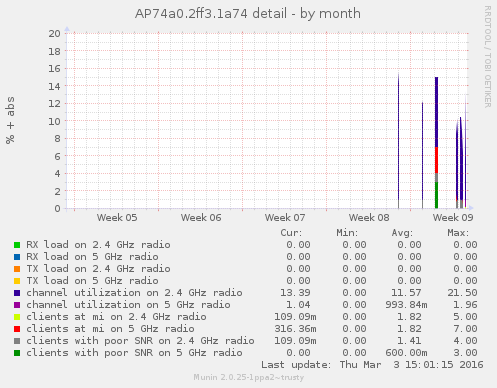 AP74a0.2ff3.1a74 detail - by month
RRDTOOL / TOBI OETIKER
% + abs
20
18
16
14
12
10
8
6
4
2
0
Week 05 Week 06 Week 07 Week 08 Week 09
Cur: Min: Avg: Max:
RX load on 2.4 GHz radio 0.00 0.00 0.00 0.00
RX load on 5 GHz radio 0.00 0.00 0.00 0.00
TX load on 2.4 GHz radio 0.00 0.00 0.00 0.00
TX load on 5 GHz radio 0.00 0.00 0.00 0.00
channel utilization on 2.4 GHz radio 13.39 0.00 11.57 21.50
channel utilization on 5 GHz radio 1.04 0.00 993.84m 1.96
clients at mi on 2.4 GHz radio 109.09m 0.00 1.82 5.00
clients at mi on 5 GHz radio 316.36m 0.00 1.82 7.00
clients with poor SNR on 2.4 GHz radio 109.09m 0.00 1.41 4.00
clients with poor SNR on 5 GHz radio 0.00 0.00 600.00m 3.00
Last update: Thu Mar 3 15:01:15 2016
Munin 2.0.25-1ppa2~trusty